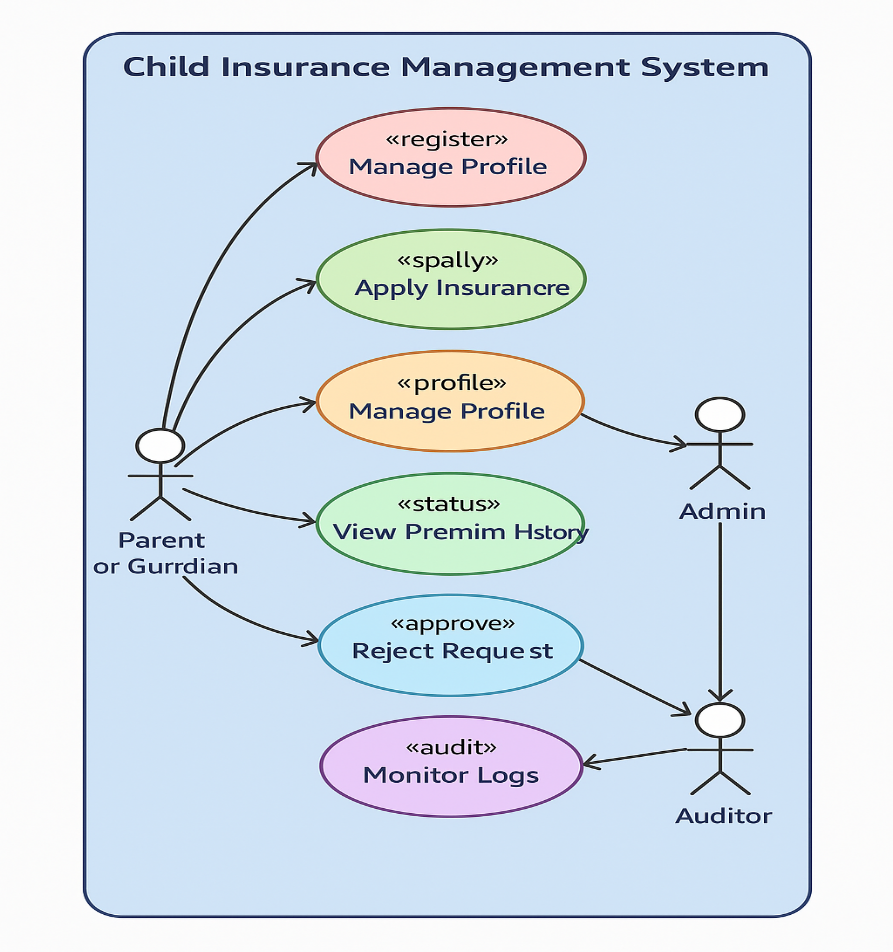 Child Insurance Management System
«register»
Manage Profile
«spally»
Apply Insurancre
«profile»
Manage Profile
Admin
«status»
View Premim Hstory
Parent
or Gurrdian
«approve»
Reject Reque st
«audit»
Monitor Logs
Auditor